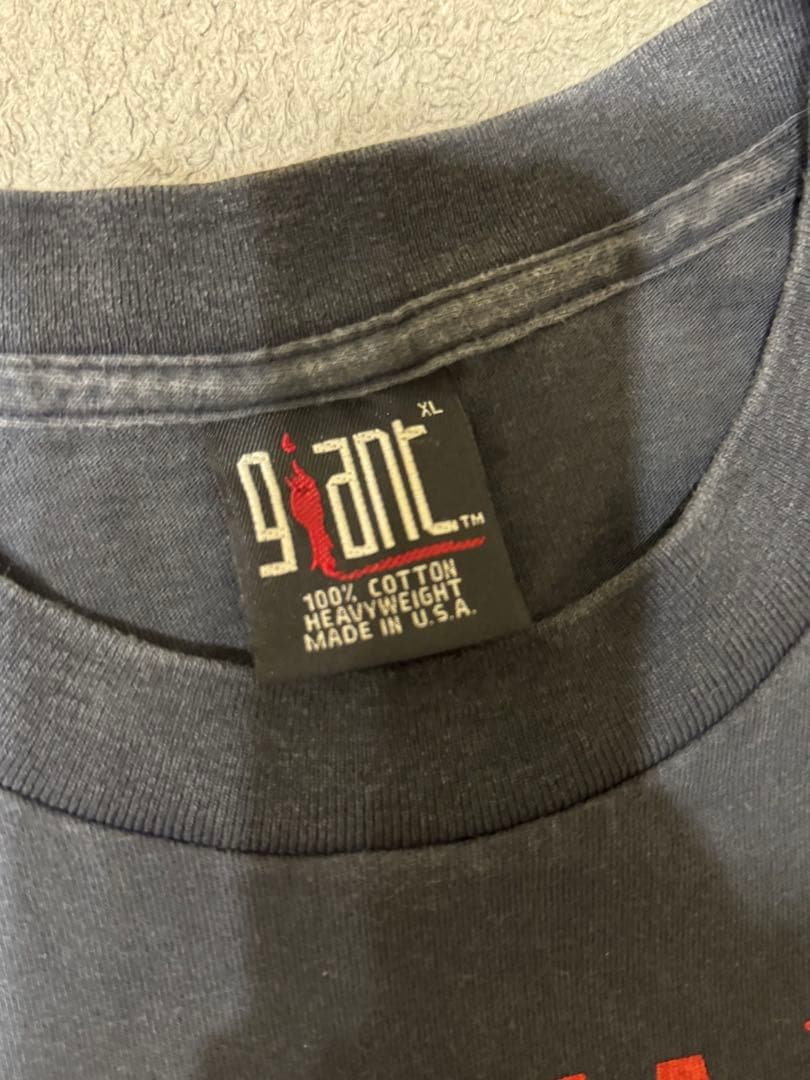 XL
giant™
100% COTTON
HEAVYWEIGHT
MADE IN U.S.A.